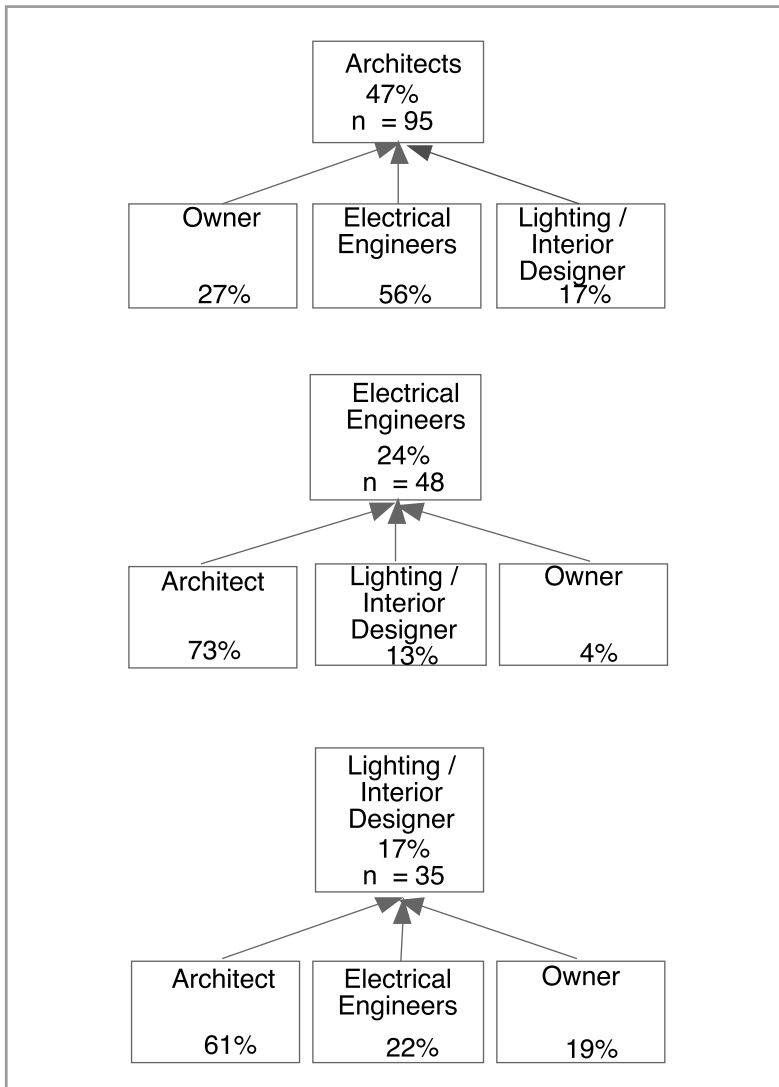 Architects
47%
n = 95
Owner
27%
Electrical
Engineers
56%
Lighting /
Interior
Designer
17%
Electrical
Engineers
24%
n = 48
Architect
73%
Lighting /
Interior
Designer
13%
Owner
4%
Lighting /
Interior
Designer
17%
n = 35
Architect
61%
Electrical
Engineers
22%
Owner
19%